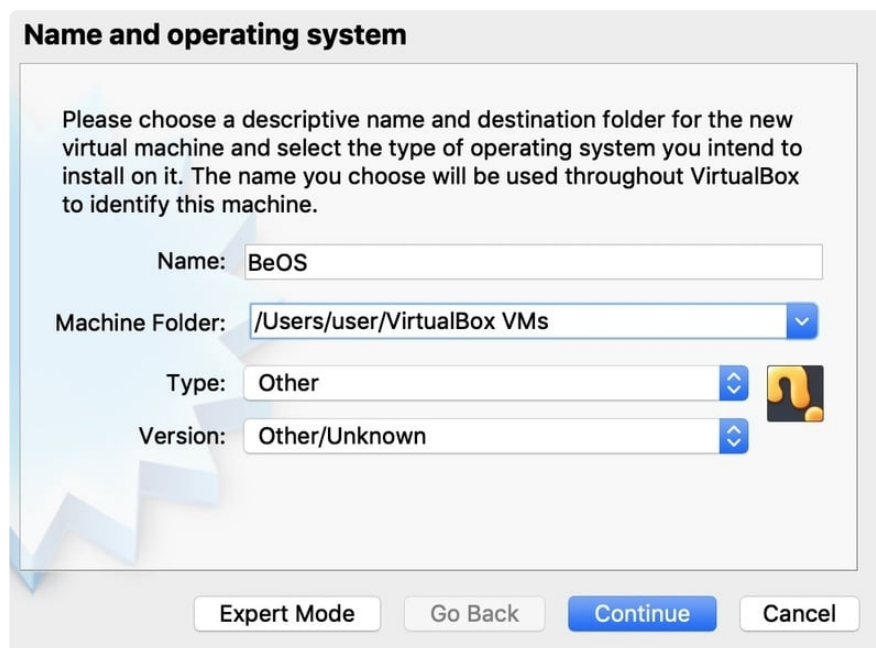 Name and operating system
Please choose a descriptive name and destination folder for the new
virtual machine and select the type of operating system you intend to
install on it. The name you choose will be used throughout VirtualBox
to identify this machine.
Name: BeOS
Machine Folder: /Users/user/VirtualBox VMs
Type: Other
Version: Other/Unknown
Expert Mode Go Back Continue Cancel